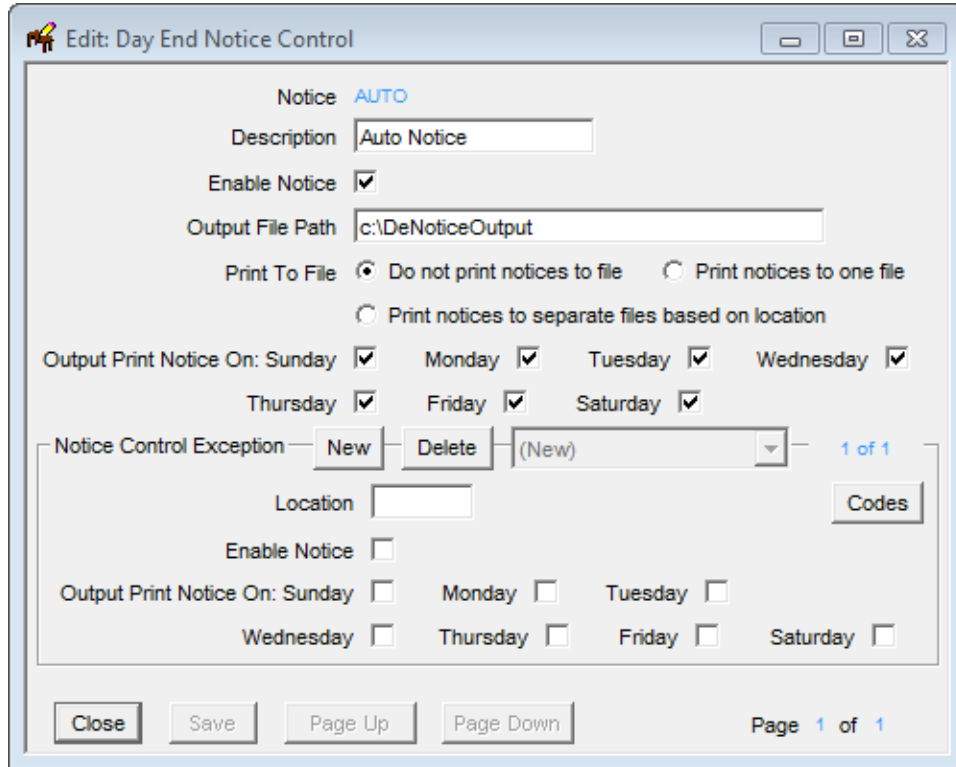 Edit: Day End Notice Control
Notice AUTO
Description Auto Notice
Enable Notice
Output File Path c:\DeNoticeOutput
Print To File Do not print notices to file Print notices to one file
Print notices to separate files based on location
Output Print Notice On: Sunday Monday Tuesday Wednesday
Thursday Friday Saturday
Notice Control Exception New Delete (New) 1 of 1
Location Codes
Enable Notice
Output Print Notice On: Sunday Monday Tuesday
Wednesday Thursday Friday Saturday
Close Save Page Up Page Down Page 1 of 1